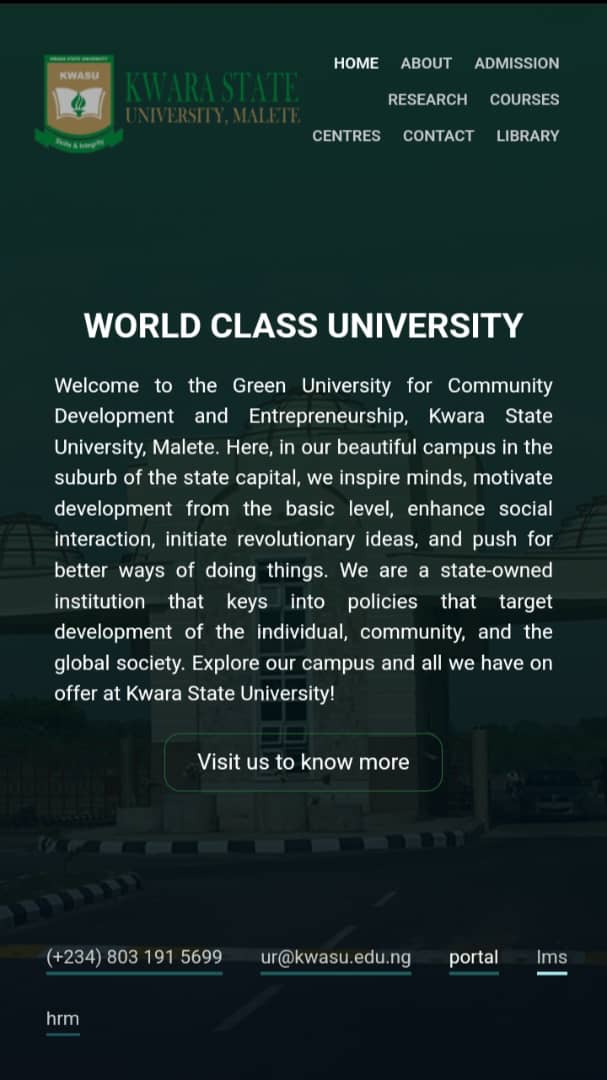 KWARA STATE UNIVERSITY
KWASU
Skills & Integrity
KWARA STATE
UNIVERSITY, MALETE
HOME ABOUT ADMISSION
RESEARCH COURSES
CENTRES CONTACT LIBRARY
WORLD CLASS UNIVERSITY
Welcome to the Green University for Community
Development and Entrepreneurship, Kwara State
University, Malete. Here, in our beautiful campus in the
suburb of the state capital, we inspire minds, motivate
development from the basic level, enhance social
interaction, initiate revolutionary ideas, and push for
better ways of doing things. We are a state-owned
institution that keys into policies that target
development of the individual, community, and the
global society. Explore our campus and all we have on
offer at Kwara State University!
Visit us to know more
(+234) 803 191 5699 ur@kwasu.edu.ng portal lms
hrm